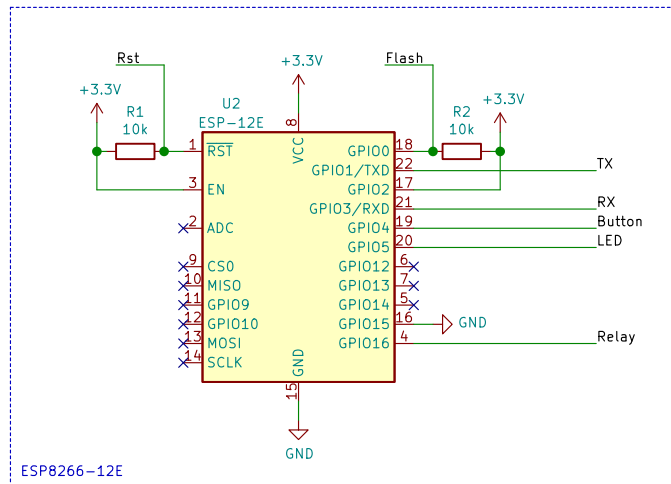 Rst
Flash
+3.3V
+3.3V
+3.3V
R1
10k
U2
ESP-12E
R2
10k
8
VCC
1
RST
GPIO0
18
GPIO1/TXD
22
TX
3
EN
GPIO2
17
GPIO3/RXD
21
RX
2
ADC
GPIO4
19
Button
GPIO5
20
LED
9
CS0
GPIO12
6
10
MISO
GPIO13
7
11
GPIO9
GPIO14
5
12
GPIO10
GPIO15
16
GND
13
MOSI
GPIO16
4
Relay
14
SCLK
GND
15
GND
ESP8266-12E